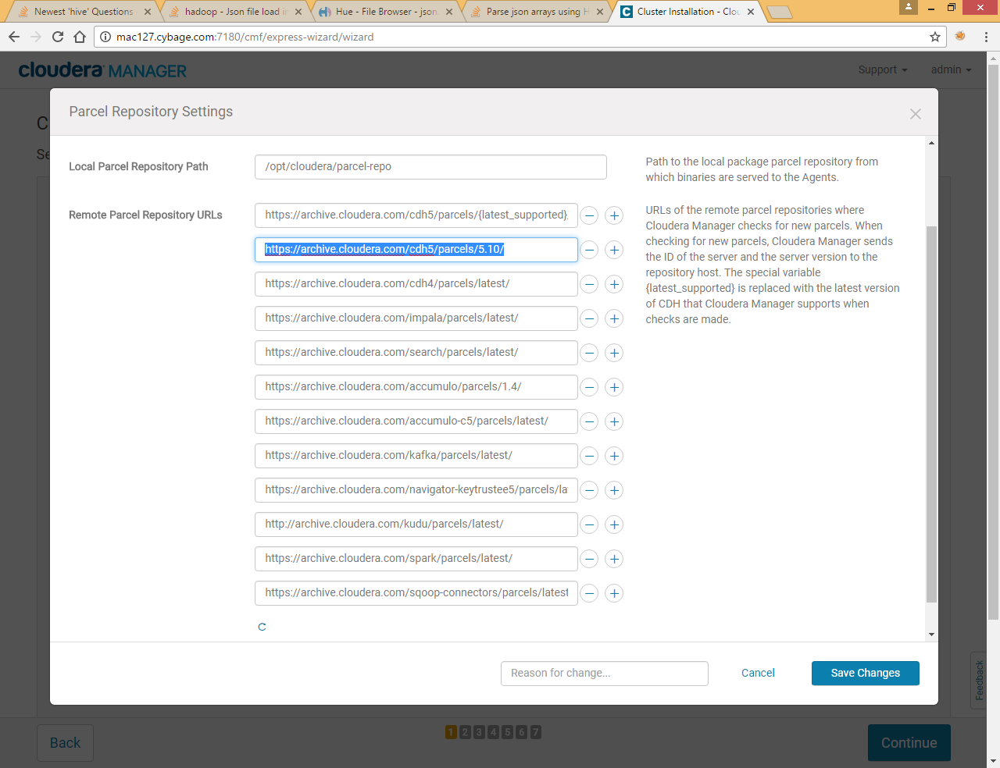 Newest 'hive' Questions
hadoop - Json file load in
Hue - File Browser - json
Parse json arrays using H
Cluster Installation - Clou
mac127.cybage.com:7180/cmf/express-wizard/wizard
cloudera MANAGER
Support
admin
C
Se
Parcel Repository Settings
Local Parcel Repository Path
/opt/cloudera/parcel-repo
Path to the local package parcel repository from
which binaries are served to the Agents.
Remote Parcel Repository URLs
https://archive.cloudera.com/cdh5/parcels/{latest_supported}
https://archive.cloudera.com/cdh5/parcels/5.10/
https://archive.cloudera.com/cdh4/parcels/latest/
https://archive.cloudera.com/impala/parcels/latest/
https://archive.cloudera.com/search/parcels/latest/
https://archive.cloudera.com/accumulo/parcels/1.4/
https://archive.cloudera.com/accumulo-c5/parcels/latest/
https://archive.cloudera.com/kafka/parcels/latest/
https://archive.cloudera.com/navigator-keytrustee5/parcels/la
http://archive.cloudera.com/kudu/parcels/latest/
https://archive.cloudera.com/spark/parcels/latest/
https://archive.cloudera.com/sqoop-connectors/parcels/latest
URLs of the remote parcel repositories where
Cloudera Manager checks for new parcels. When
checking for new parcels, Cloudera Manager sends
the ID of the server and the server version to the
repository host. The special variable
{latest_supported} is replaced with the latest version
of CDH that Cloudera Manager supports when
checks are made.
Reason for change...
Cancel
Save Changes
Feedback
Back
1 2 3 4 5 6 7
Continue